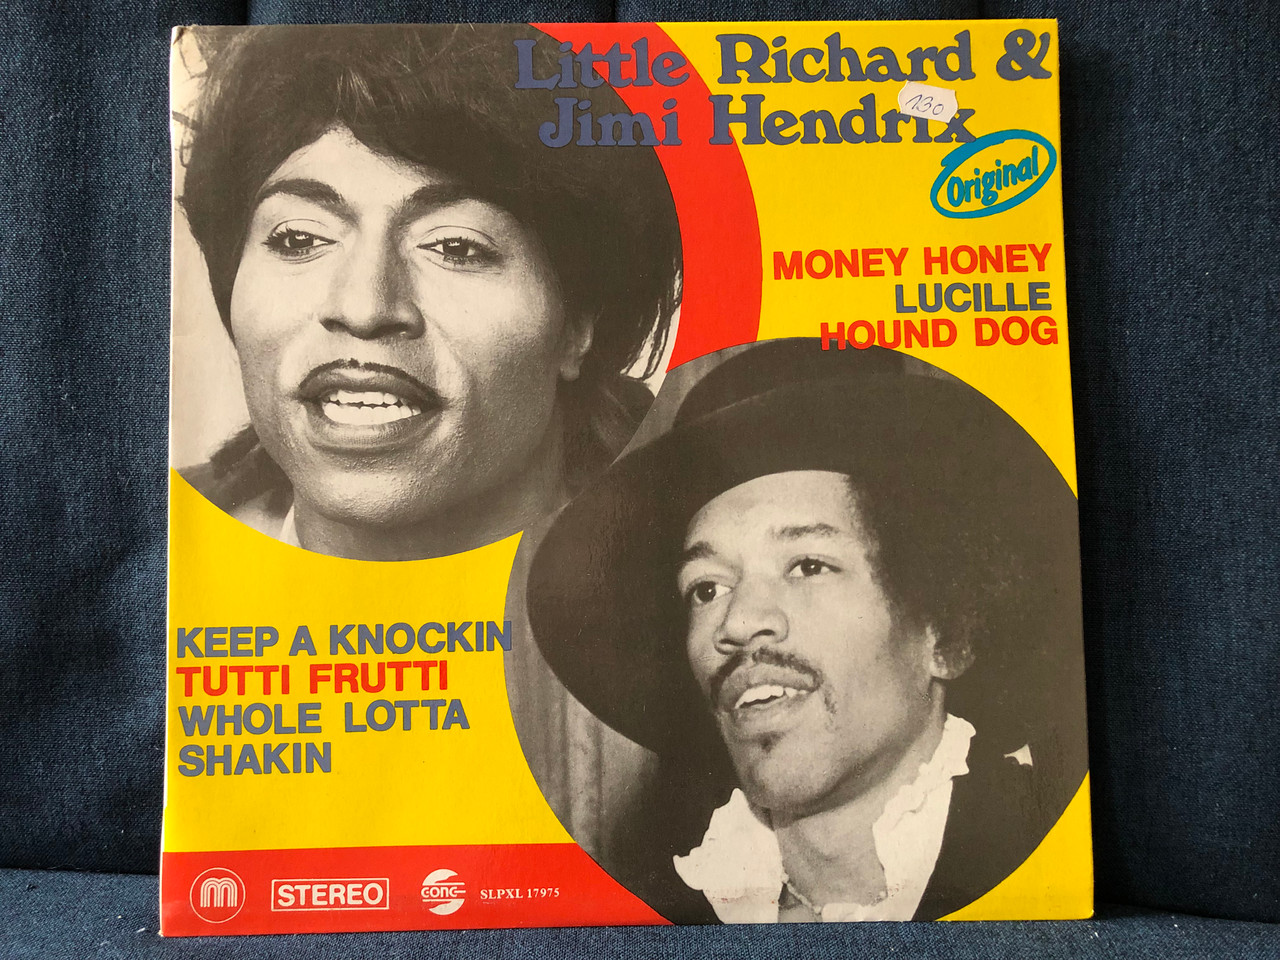 Little Richard &
Jimi Hendrix
130
Original
MONEY HONEY
LUCILLE
HOUND DOG
KEEP A KNOCKIN
TUTTI FRUTTI
WHOLE LOTTA
SHAKIN
m
STEREO
GONG
SLPXL 17975